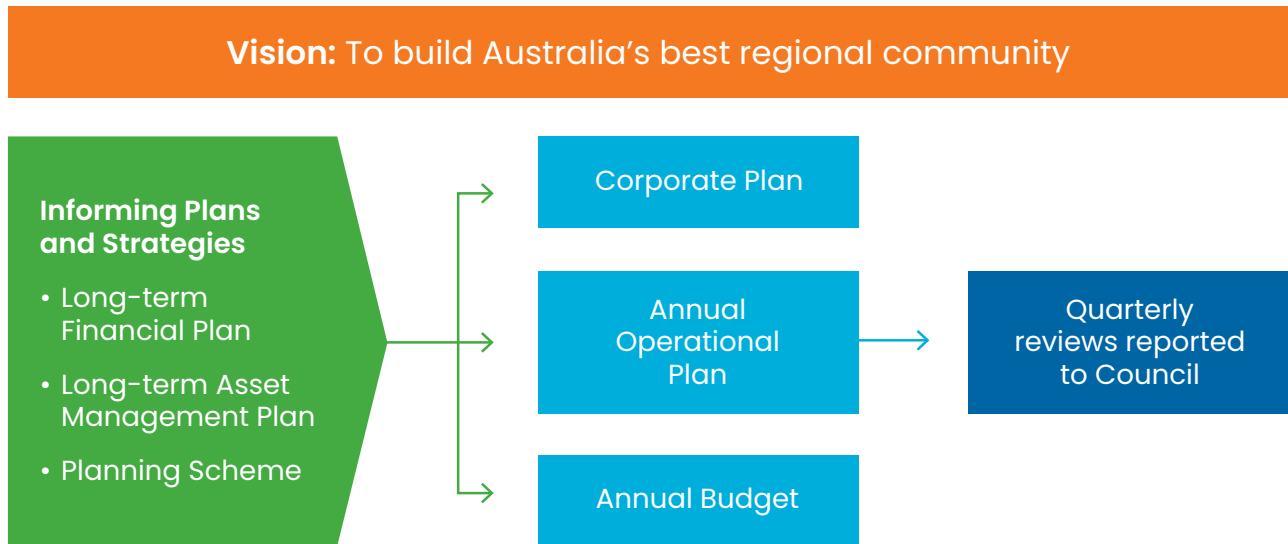 Vision: To build Australia’s best regional community
Informing Plans
and Strategies
• Long-term
Financial Plan
• Long-term Asset
Management Plan
• Planning Scheme
Corporate Plan
Annual
Operational
Plan
Annual Budget
Quarterly
reviews reported
to Council